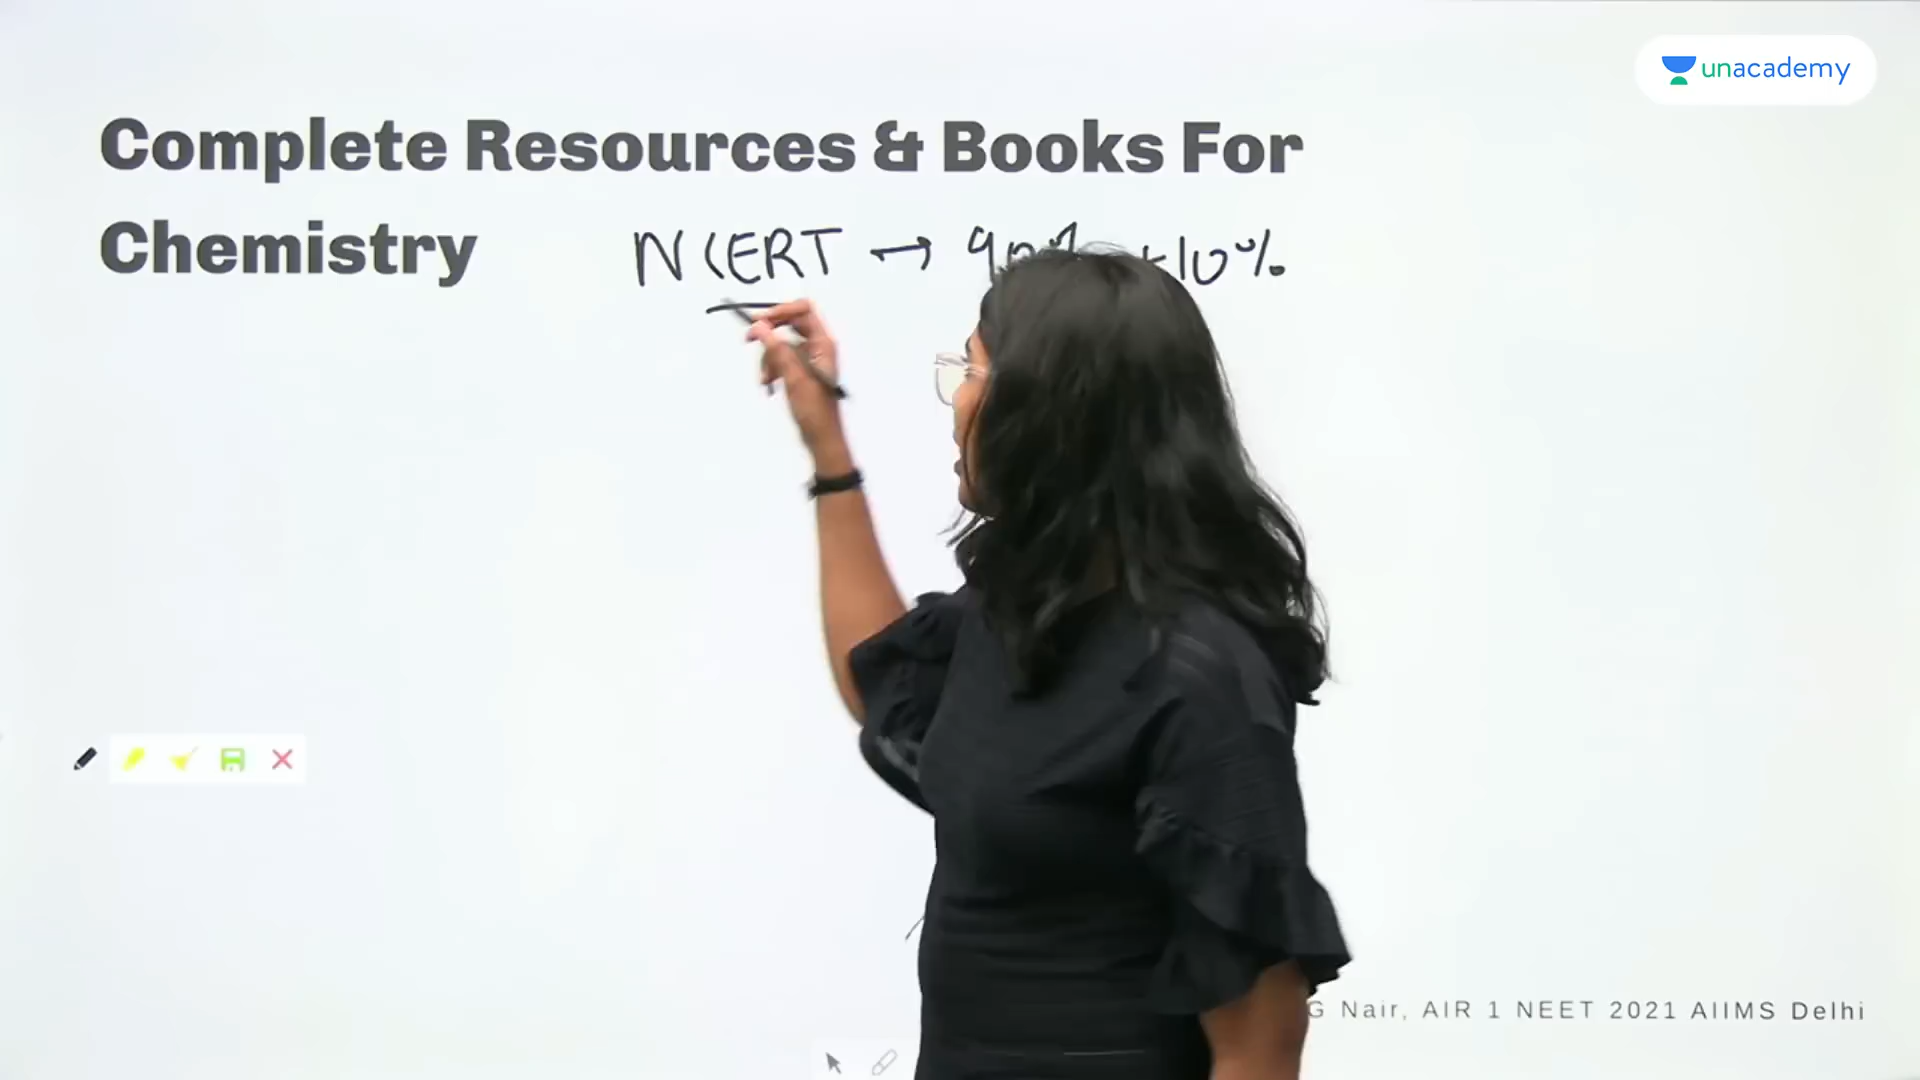 unacademy
Complete Resources & Books For
Chemistry
NCERT → +10%
G Nair, AIR 1 NEET 2021 AIIMS Delhi